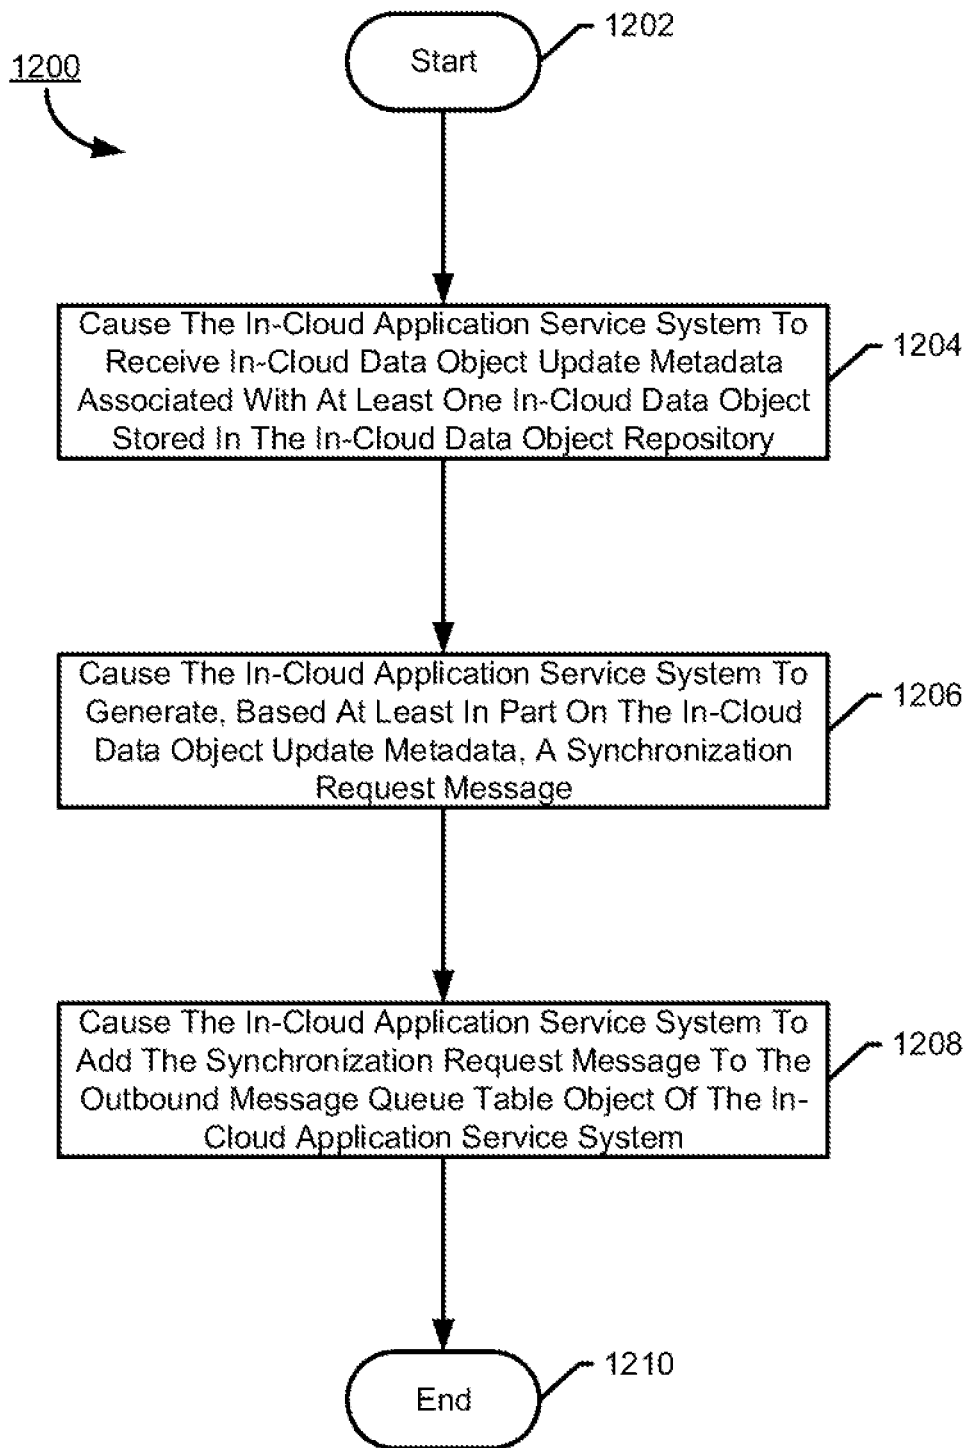 1202
Start
1200
Cause The In-Cloud Application Service System To
Receive In-Cloud Data Object Update Metadata
Associated With At Least One In-Cloud Data Object
Stored In The In-Cloud Data Object Repository
1204
Cause The In-Cloud Application Service System To
Generate, Based At Least In Part On The In-Cloud
Data Object Update Metadata, A Synchronization
Request Message
1206
Cause The In-Cloud Application Service System To
Add The Synchronization Request Message To The
Outbound Message Queue Table Object Of The In-
Cloud Application Service System
1208
End
1210